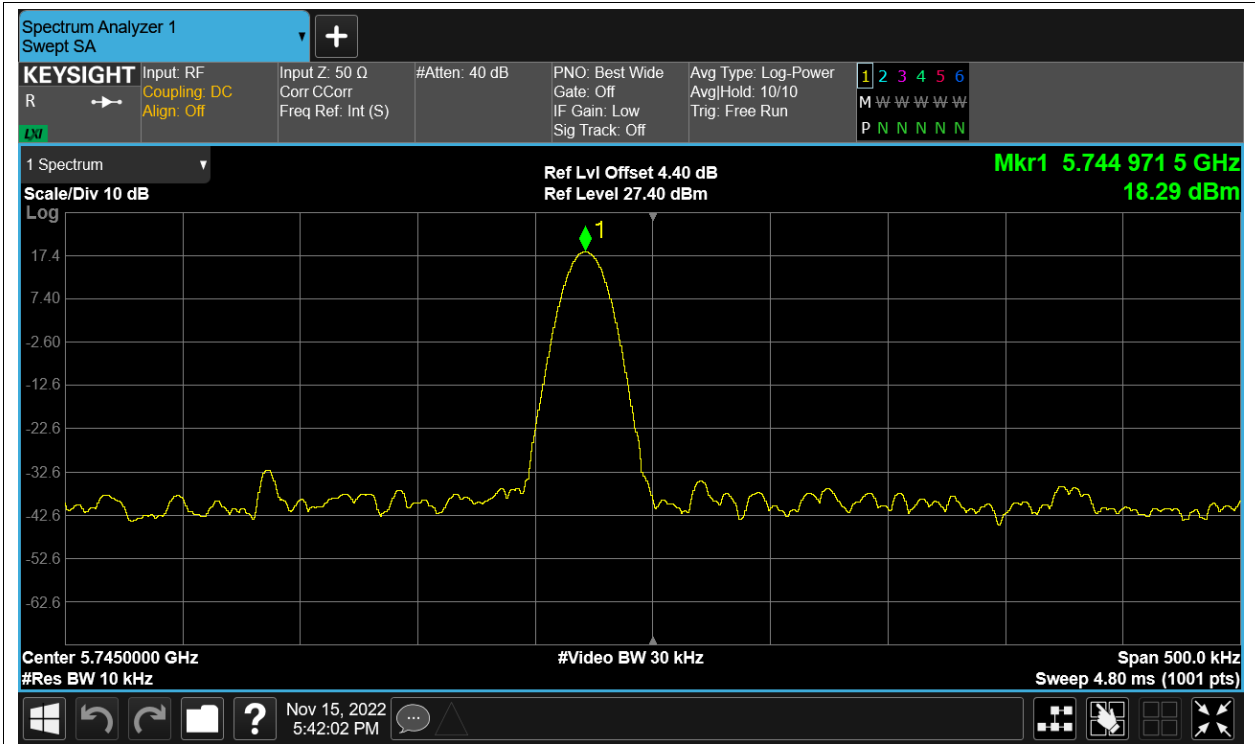 Spectrum Analyzer 1
Swept SA
+
KEYSIGHT
R
LXI
Input: RF
Coupling: DC
Align: Off
Input Z: 50 Ω
Corr CCorr
Freq Ref: Int (S)
#Atten: 40 dB
PNO: Best Wide
Gate: Off
IF Gain: Low
Sig Track: Off
Avg Type: Log-Power
Avg|Hold: 10/10
Trig: Free Run
1 2 3 4 5 6
M W W W W W
P N N N N N
1 Spectrum
Scale/Div 10 dB
Log
Ref Lvl Offset 4.40 dB
Ref Level 27.40 dBm
Mkr1 5.744 971 5 GHz
18.29 dBm
1
17.4
7.40
-2.60
-12.6
-22.6
-32.6
-42.6
-52.6
-62.6
Center 5.7450000 GHz
#Res BW 10 kHz
#Video BW 30 kHz
Span 500.0 kHz
Sweep 4.80 ms (1001 pts)
?
Nov 15, 2022
5:42:02 PM